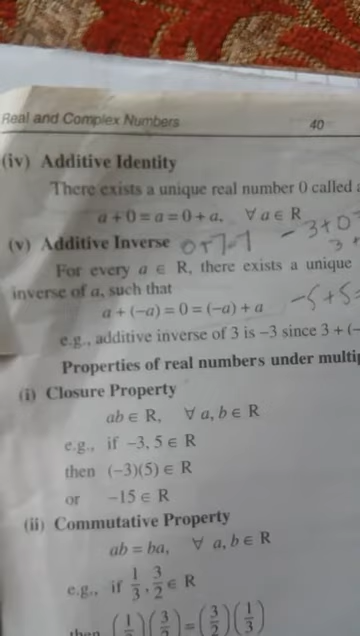 Real and Complex Numbers 40
(iv) Additive Identity
There exists a unique real number 0 called
a + 0 = a = 0 + a, ∀ a ∈ R
(v) Additive Inverse
For every a ∈ R, there exists a unique
inverse of a, such that
a + (−a) = 0 = (−a) + a
−5+5=
e.g., additive inverse of 3 is −3 since 3 + (−
Properties of real numbers under
(i) Closure Property
ab ∈ R, ∀ a, b ∈ R
e.g., if −3, 5 ∈ R
then (−3)(5) ∈ R
or −15 ∈ R
(ii) Commutative Property
ab = ba, ∀ a, b ∈ R
e.g., if 1/3, 3/2 ∈ R
then (1/3)(3/2) = (3/2)(1/3)